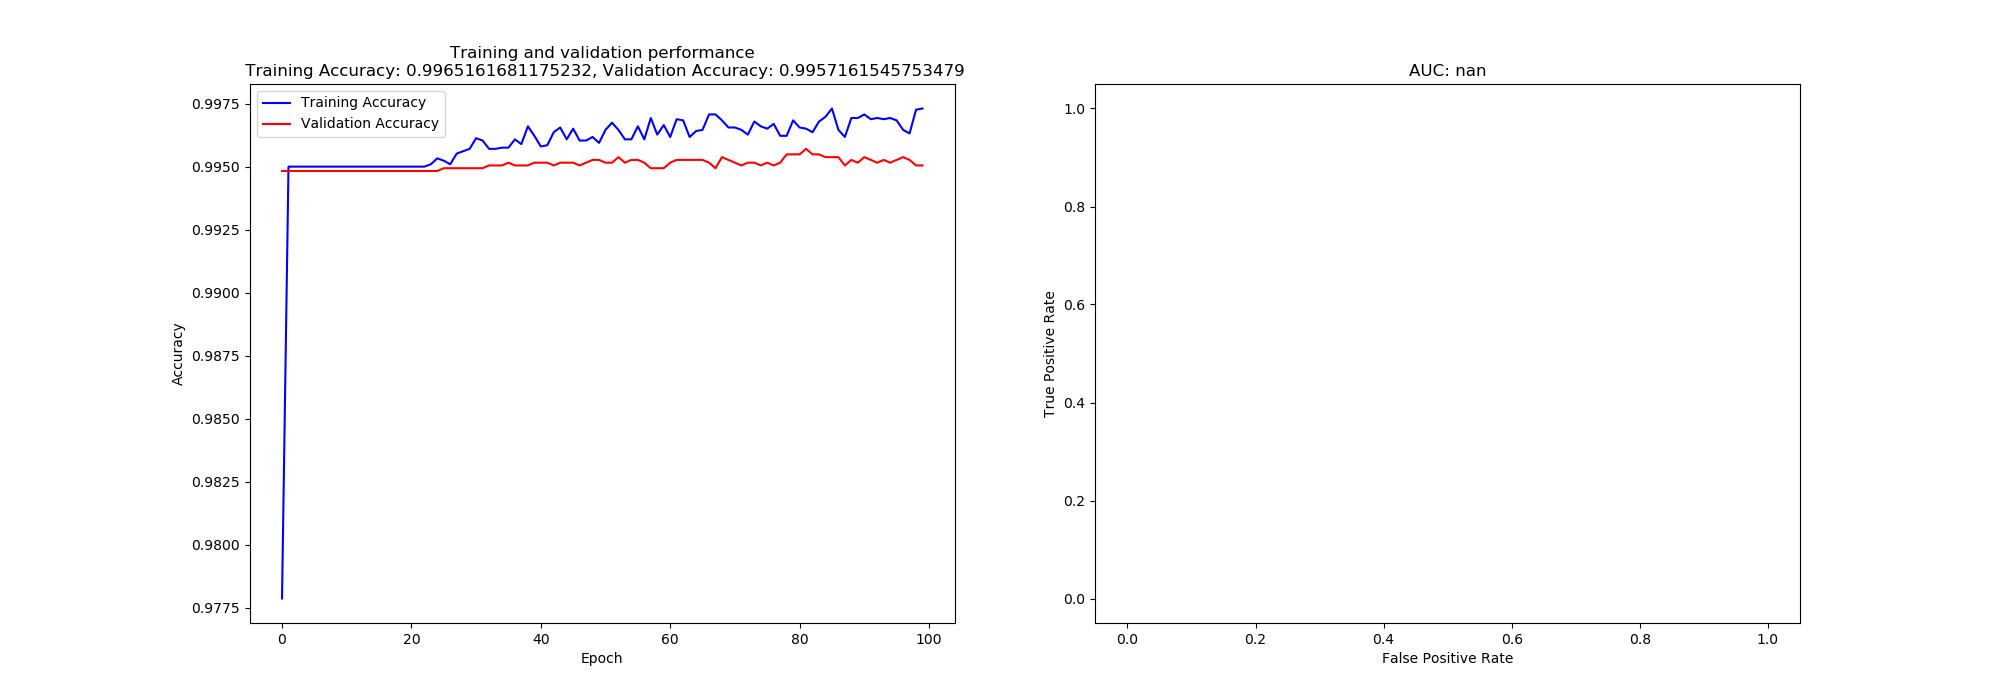 Training and validation performance
Training Accuracy: 0.9965161681175232, Validation Accuracy: 0.9957161545753479
Training Accuracy
Validation Accuracy
0.9975
0.9950
0.9925
0.9900
0.9875
0.9850
0.9825
0.9800
0.9775
Accuracy
0 20 40 60 80 100
Epoch
AUC: nan
1.0
0.8
0.6
0.4
0.2
0.0
True Positive Rate
0.0 0.2 0.4 0.6 0.8 1.0
False Positive Rate